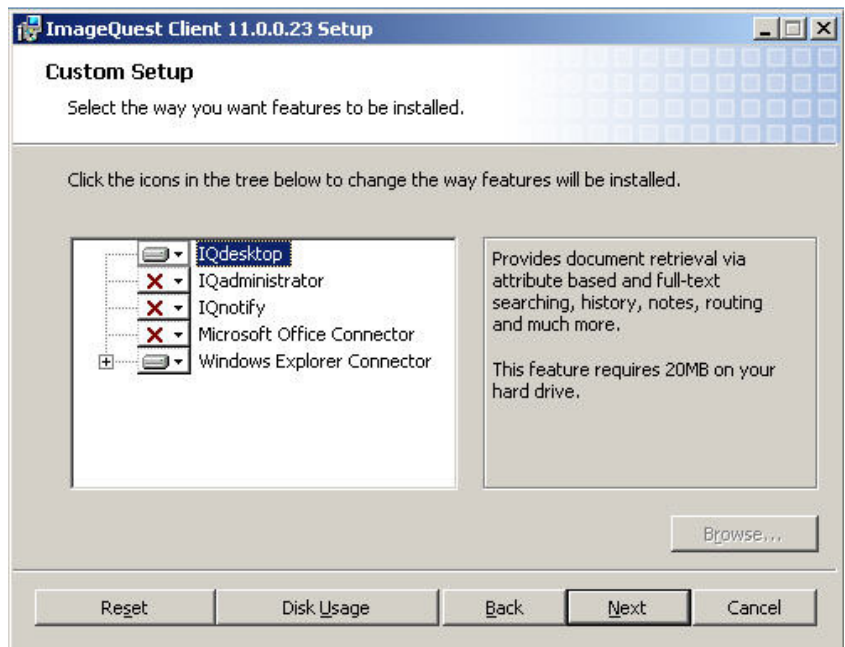 ImageQuest Client 11.0.0.23 Setup
Custom Setup
Select the way you want features to be installed.
Click the icons in the tree below to change the way features will be installed.
IQdesktop
IQadministrator
IQnotify
Microsoft Office Connector
Windows Explorer Connector
Provides document retrieval via
attribute based and full-text
searching, history, notes, routing
and much more.
This feature requires 20MB on your
hard drive.
Browse...
Reset
Disk Usage
Back
Next
Cancel